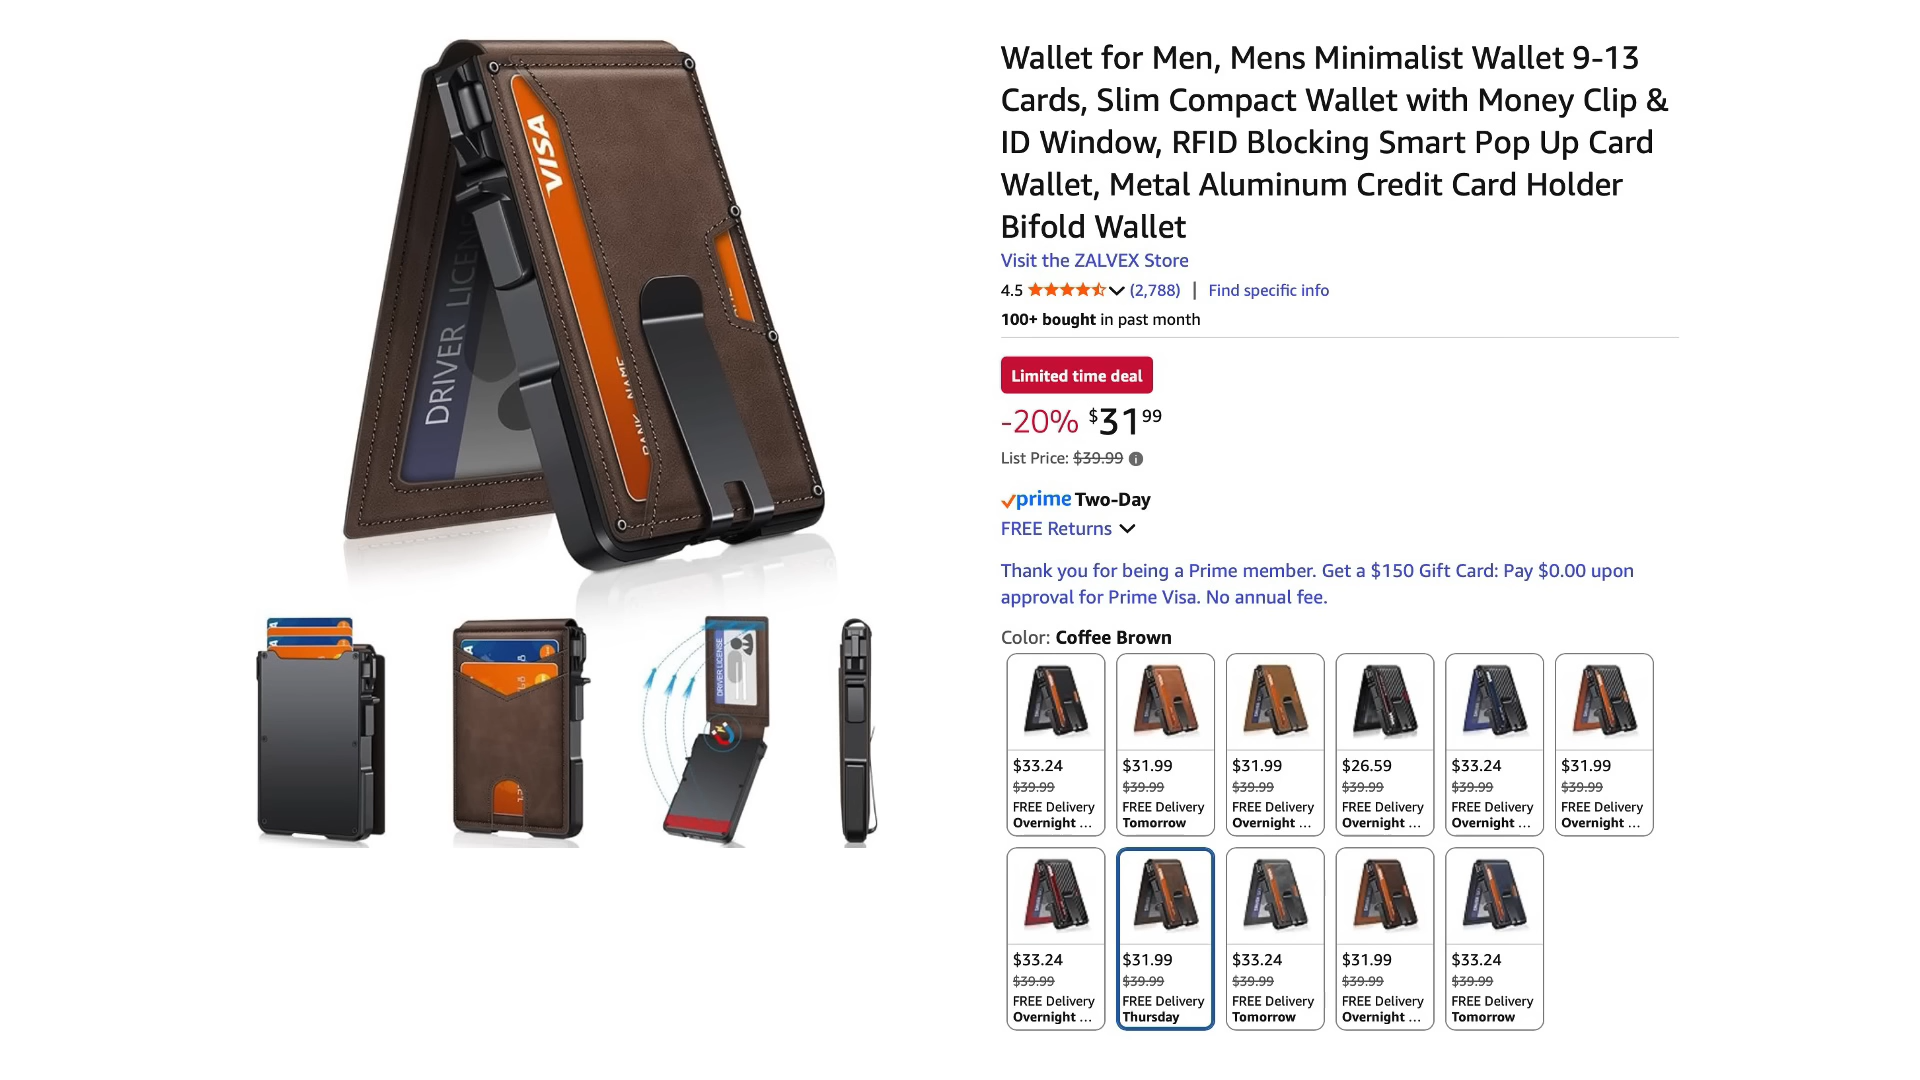 Wallet for Men, Mens Minimalist Wallet 9-13
Cards, Slim Compact Wallet with Money Clip &
ID Window, RFID Blocking Smart Pop Up Card
Wallet, Metal Aluminum Credit Card Holder
Bifold Wallet
Visit the ZALVEX Store
4.5 (2,788) | Find specific info
100+ bought in past month
Limited time deal
-20% $31 99
List Price: $39.99
prime Two-Day
FREE Returns
Thank you for being a Prime member. Get a $150 Gift Card: Pay $0.00 upon
approval for Prime Visa. No annual fee.
Color: Coffee Brown
$33.24 $31.99 $31.99 $26.59 $33.24 $31.99
$39.99 $39.99 $39.99 $39.99 $39.99 $39.99
FREE Delivery FREE Delivery FREE Delivery FREE Delivery FREE Delivery FREE Delivery
Overnight ... Tomorrow Overnight ... Overnight ... Overnight ... Overnight ...
$33.24 $31.99 $33.24 $31.99 $33.24
$39.99 $39.99 $39.99 $39.99 $39.99
FREE Delivery FREE Delivery FREE Delivery FREE Delivery FREE Delivery
Overnight ... Thursday Tomorrow Overnight ... Tomorrow
VISA
BANK NAME
DRIVER LICEN
DRIVER LICENSE